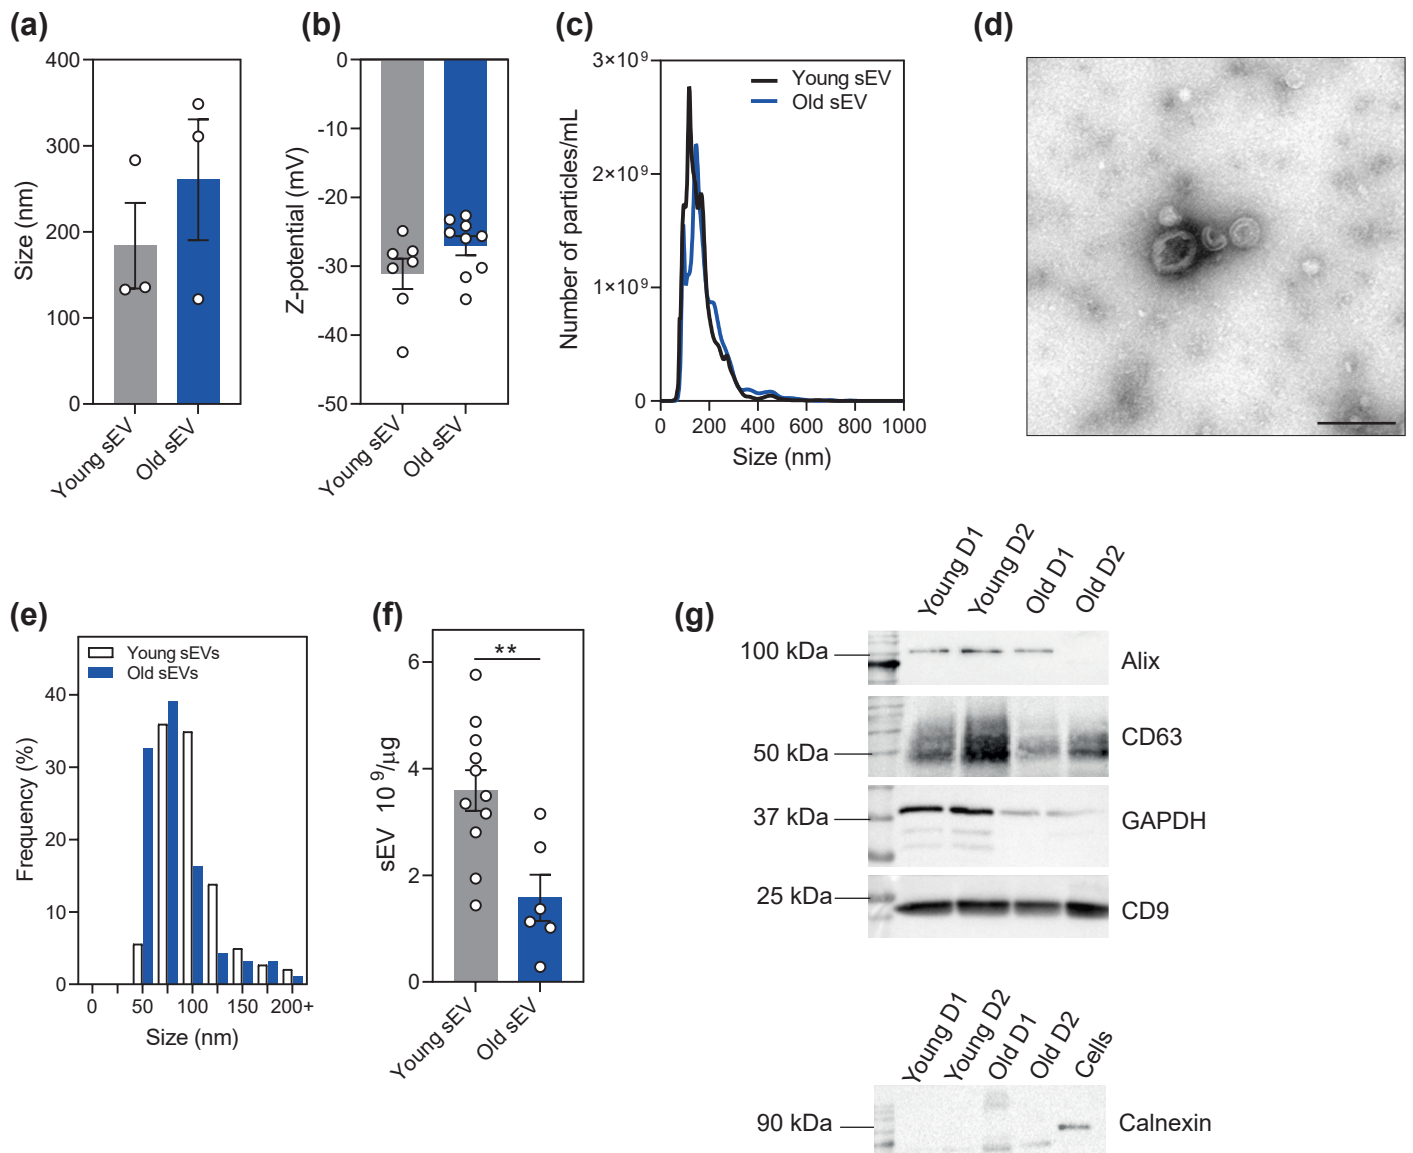 (a)
400
300
200
100
0
Size (nm)
Young sEV
Old sEV
(b)
0
-10
-20
-30
-40
-50
Z-potential (mV)
Young sEV
Old sEV
(c)
3×10⁹
2×10⁹
1×10⁹
0
Number of particles/mL
Young sEV
Old sEV
0 200 400 600 800 1000
Size (nm)
(d)
(e)
Young sEVs
Old sEVs
40
30
20
10
0
Frequency (%)
0 50 100 150 200+
Size (nm)
(f)
**
6
4
2
0
sEV 10⁹/µg
Young sEV
Old sEV
(g)
Young D1
Young D2
Old D1
Old D2
100 kDa
Alix
50 kDa
CD63
37 kDa
GAPDH
25 kDa
CD9
Young D1
Young D2
Old D1
Old D2
Cells
90 kDa
Calnexin